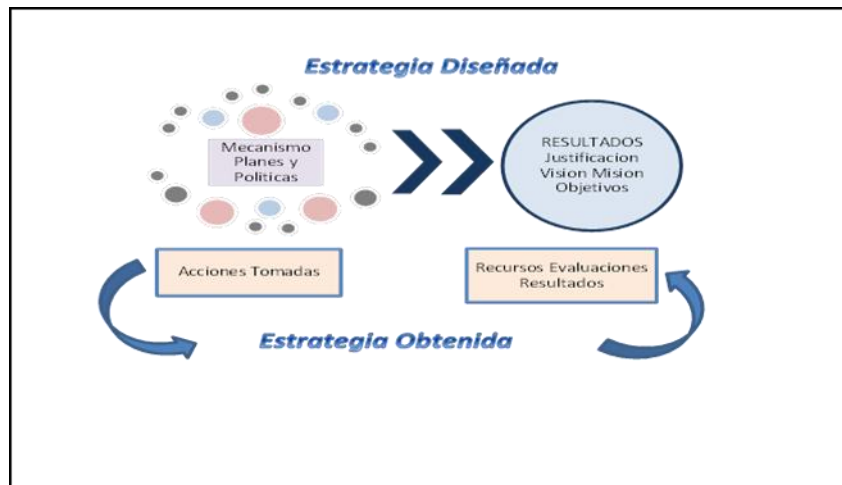 Estrategia Diseñada
Mecanismo
Planes y
Politicas
RESULTADOS
Justificacion
Vision Mision
Objetivos
Acciones Tomadas
Recursos Evaluaciones
Resultados
Estrategia Obtenida